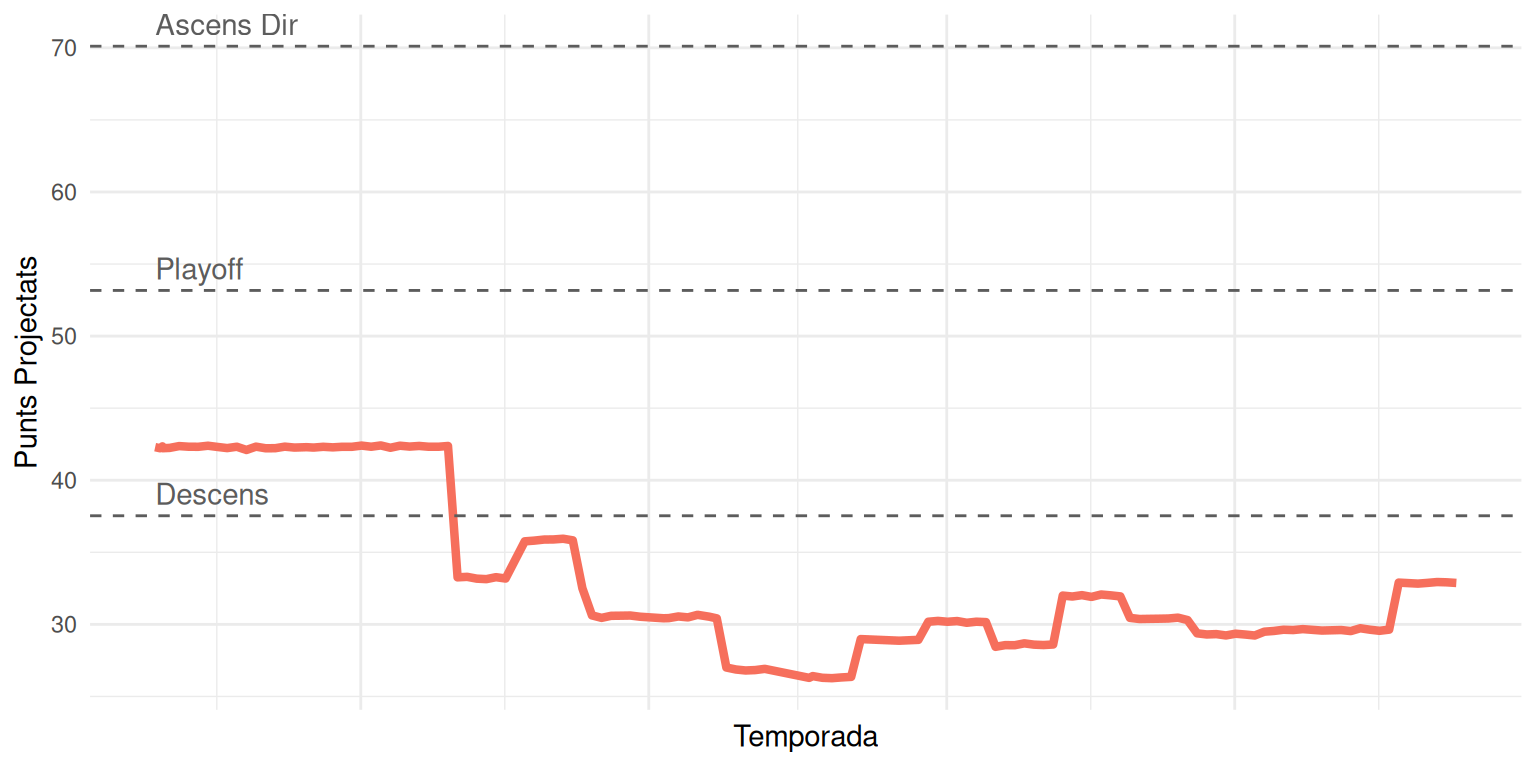 Ascens Dir
70
60
Playoff
50
Punts Projectats
40
Descens
30
Temporada